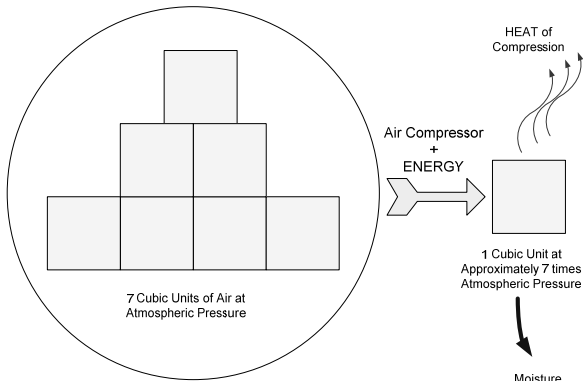 HEAT of
Compression
Air Compressor
+
ENERGY
1 Cubic Unit at
Approximately 7 times
Atmospheric Pressure
7 Cubic Units of Air at
Atmospheric Pressure
Moisture